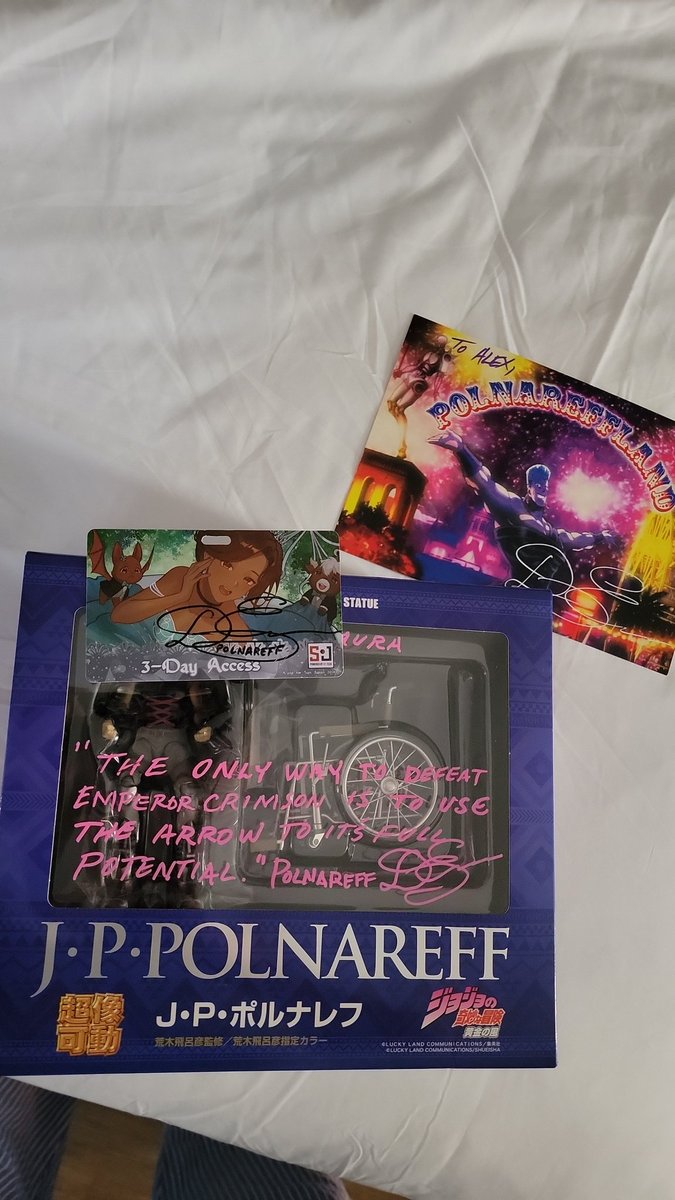 TO ALEX,
POLNAREFFLAND
POLNAREFF
3-Day Access
STATUE
"THE ONLY WAY TO DEFEAT
EMPEROR CRIMSON IS TO USE
THE ARROW TO ITS FULL
POTENTIAL." POLNAREFF
J·P·POLNAREFF
超像可動
J・P・ポルナレフ
荒木飛呂彦監修/荒木飛呂彦指定カラー
ジョジョの
奇妙な冒険
黄金の風
©LUCKY LAND COMMUNICATIONS/集英社
©LUCKY LAND COMMUNICATIONS/SHUEISHA